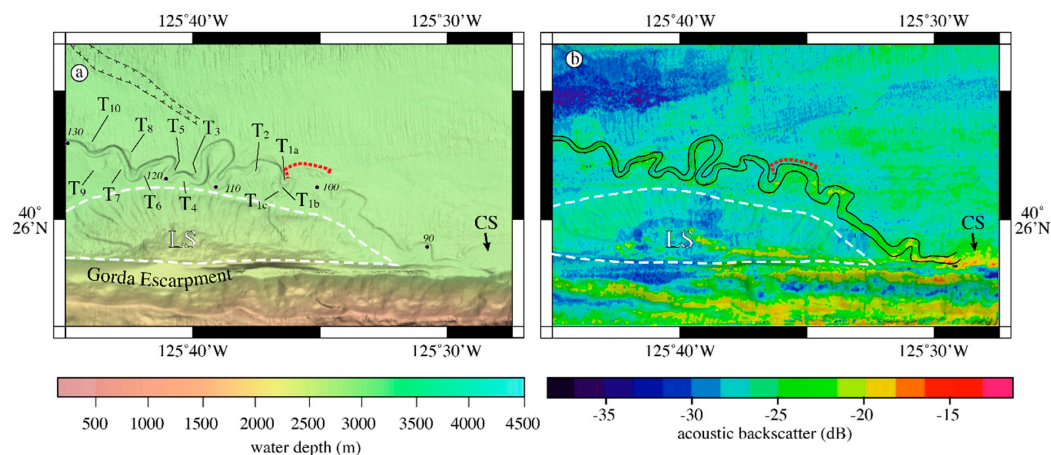 125°40'W 125°30'W 125°40'W 125°30'W
a b
T10
T8 T5 T3
130 T2
T1a
T9 T7 120 110 100
T6 T4 T1c T1b
40° 26'N CS LS 90
Gorda Escarpment
LS CS 40° 26'N
125°40'W 125°30'W 125°40'W 125°30'W
500 1000 1500 2000 2500 3000 3500 4000 4500
water depth (m)
-35 -30 -25 -20 -15
acoustic backscatter (dB)